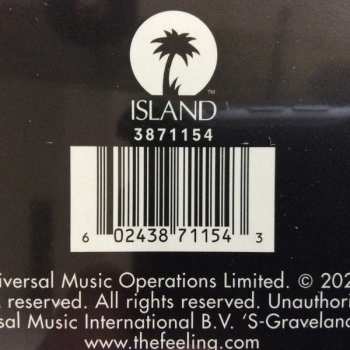 ™
ISLAND
3871154
6 02438 71154 3
iversal Music Operations Limited. © 202
reserved. All rights reserved. Unauthori
sal Music International B.V. 'S-Graveland
www.thefeeling.com